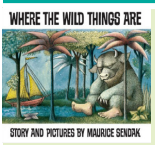 WHERE THE WILD THINGS ARE
STORY AND PICTURES BY MAURICE SENDAK